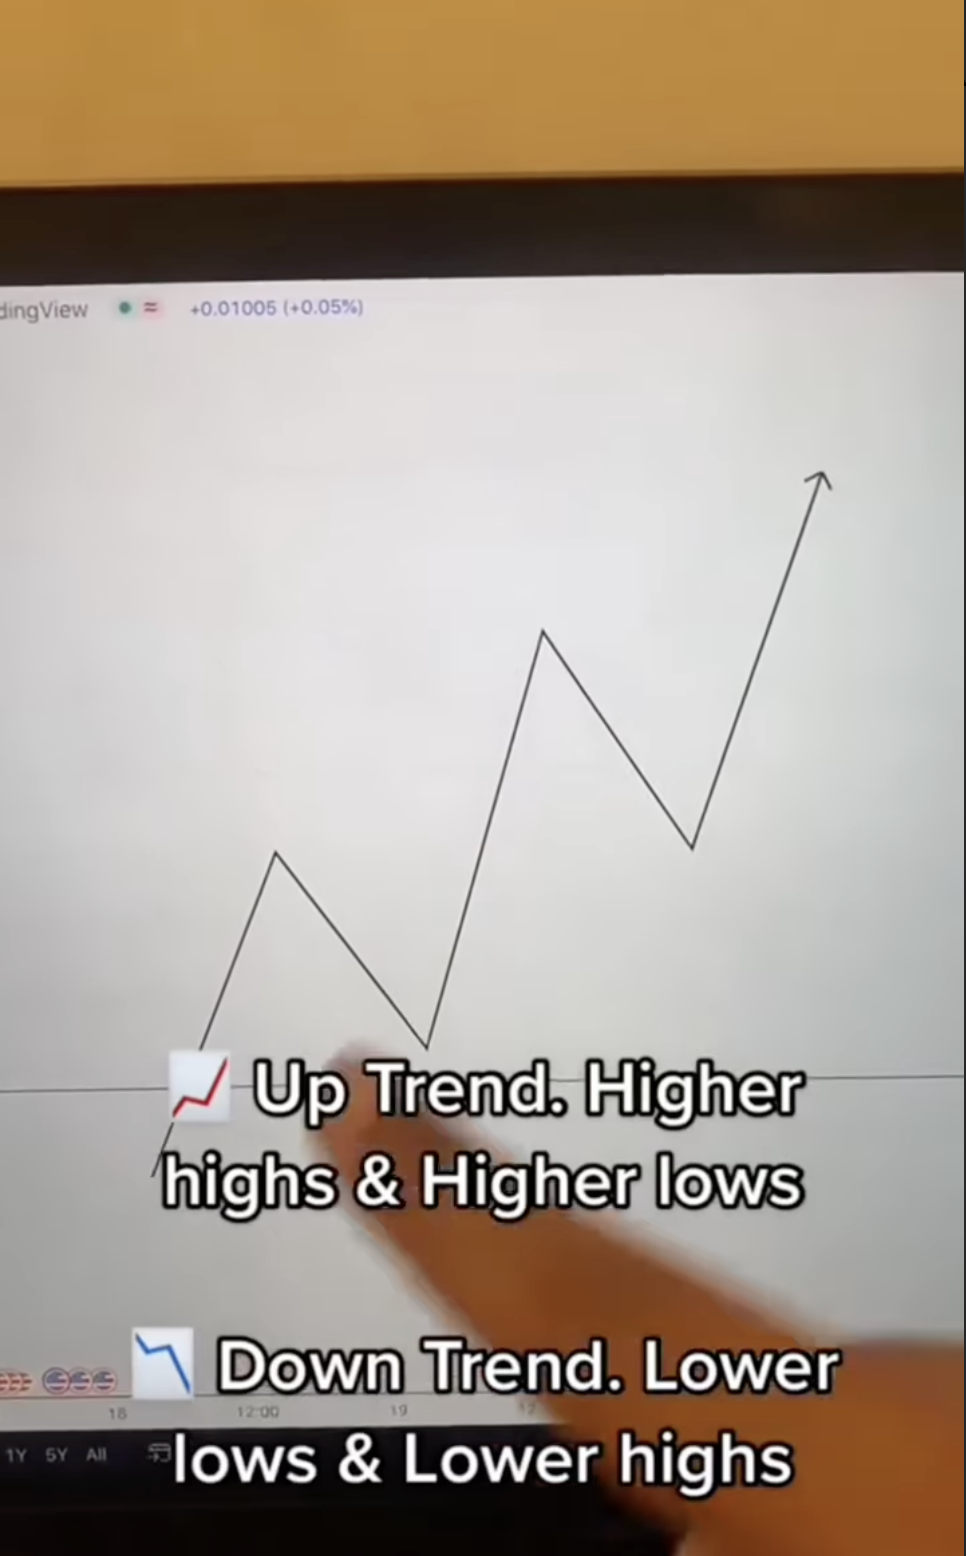 dingView +0.01005 (+0.05%)
📈 Up Trend. Higher
highs & Higher lows
📉 Down Trend. Lower
18 12:00 19 12
lows & Lower highs
1Y 5Y All